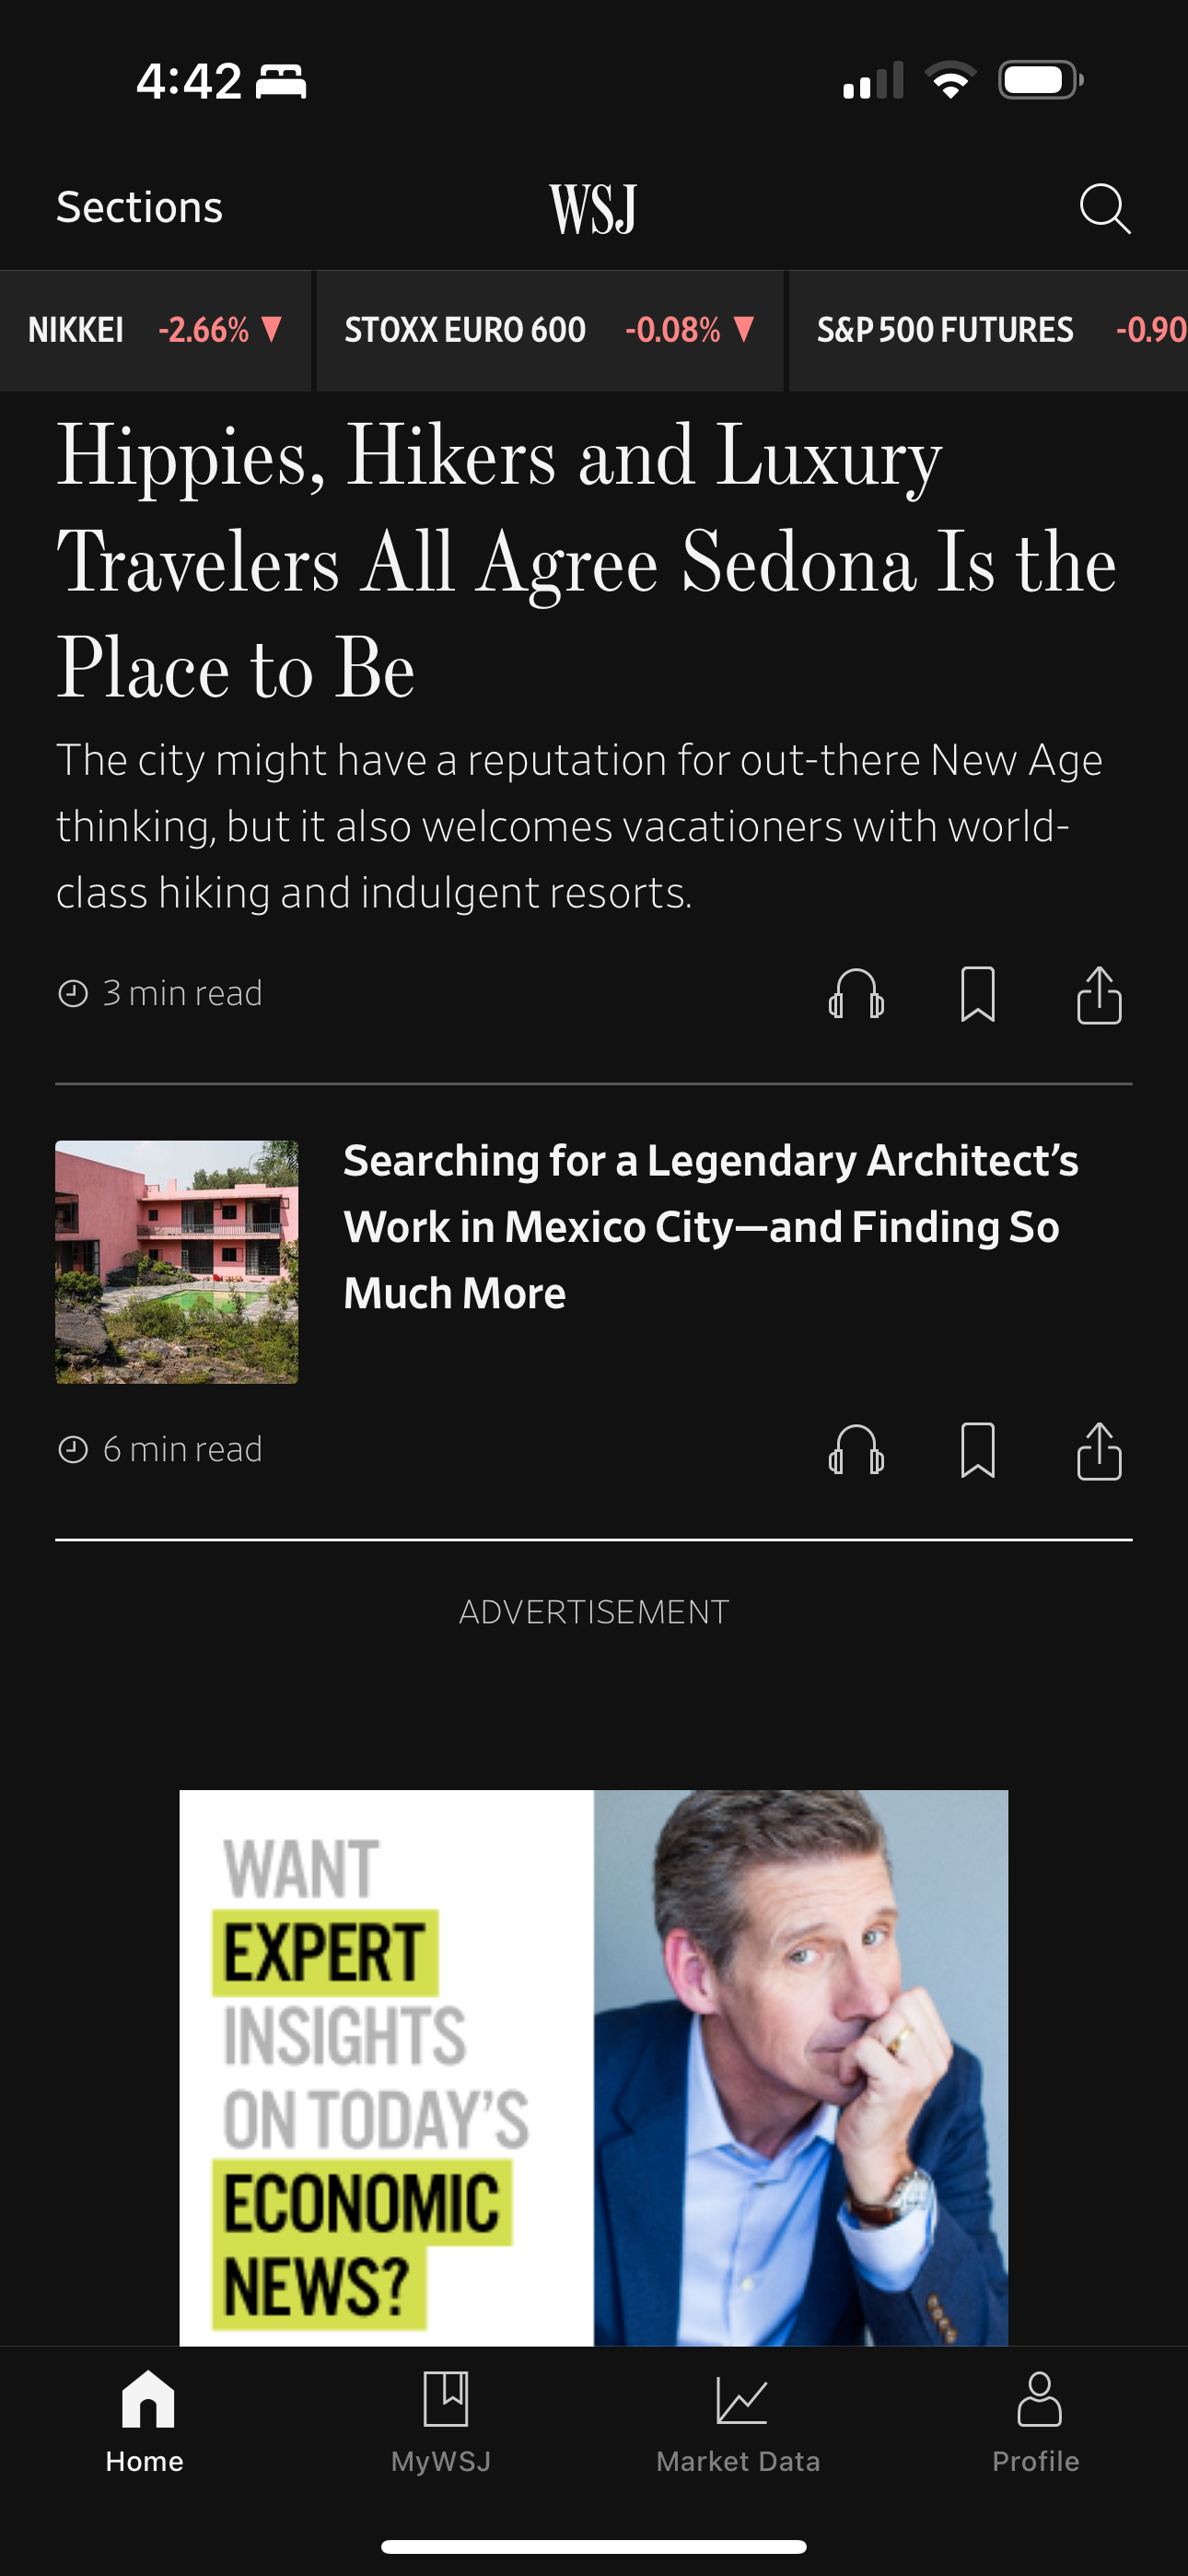 4:42
Sections
WSJ
NIKKEI -2.66% ▼ STOXX EURO 600 -0.08% ▼ S&P 500 FUTURES -0.90
Hippies, Hikers and Luxury
Travelers All Agree Sedona Is the
Place to Be
The city might have a reputation for out-there New Age
thinking, but it also welcomes vacationers with world-
class hiking and indulgent resorts.
3 min read
Searching for a Legendary Architect’s
Work in Mexico City—and Finding So
Much More
6 min read
ADVERTISEMENT
WANT
EXPERT
INSIGHTS
ON TODAY’S
ECONOMIC
NEWS?
Home MyWSJ Market Data Profile